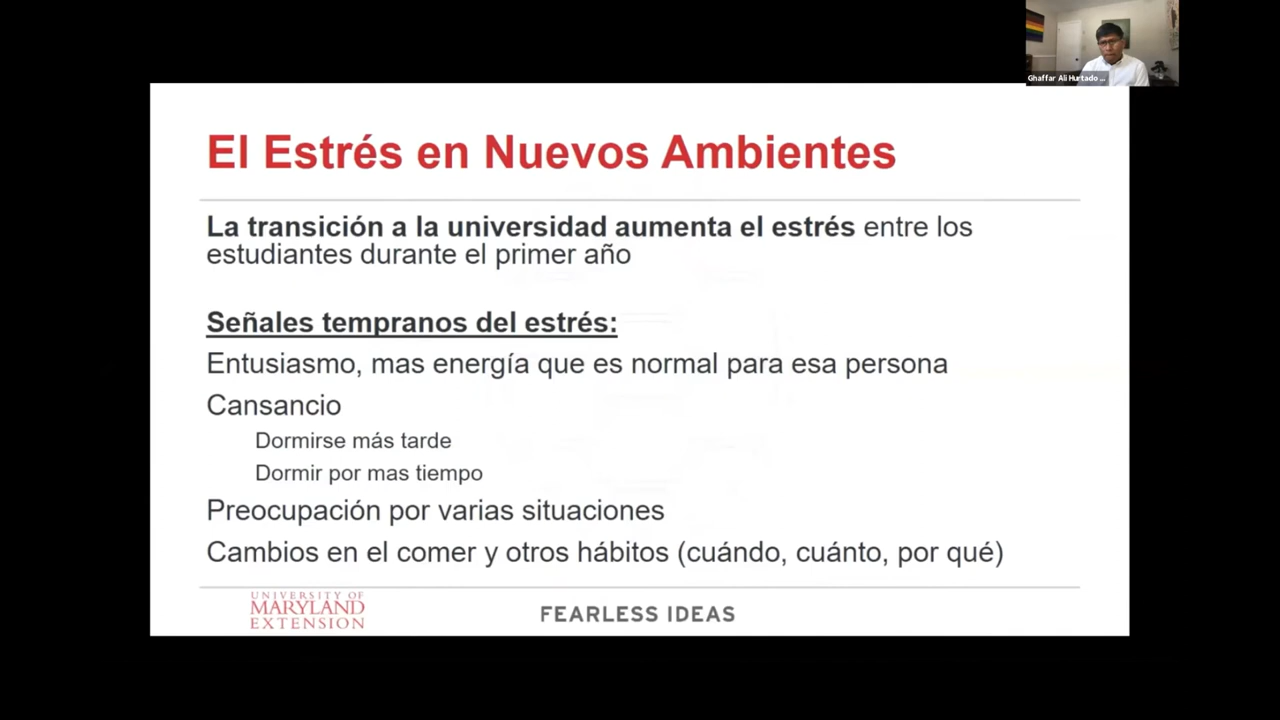 Ghaffar Ali Hurtado ...
El Estrés en Nuevos Ambientes
La transición a la universidad aumenta el estrés entre los
estudiantes durante el primer año
Señales tempranos del estrés:
Entusiasmo, mas energía que es normal para esa persona
Cansancio
Dormirse más tarde
Dormir por mas tiempo
Preocupación por varias situaciones
Cambios en el comer y otros hábitos (cuándo, cuánto, por qué)
UNIVERSITY OF
MARYLAND
EXTENSION
FEARLESS IDEAS